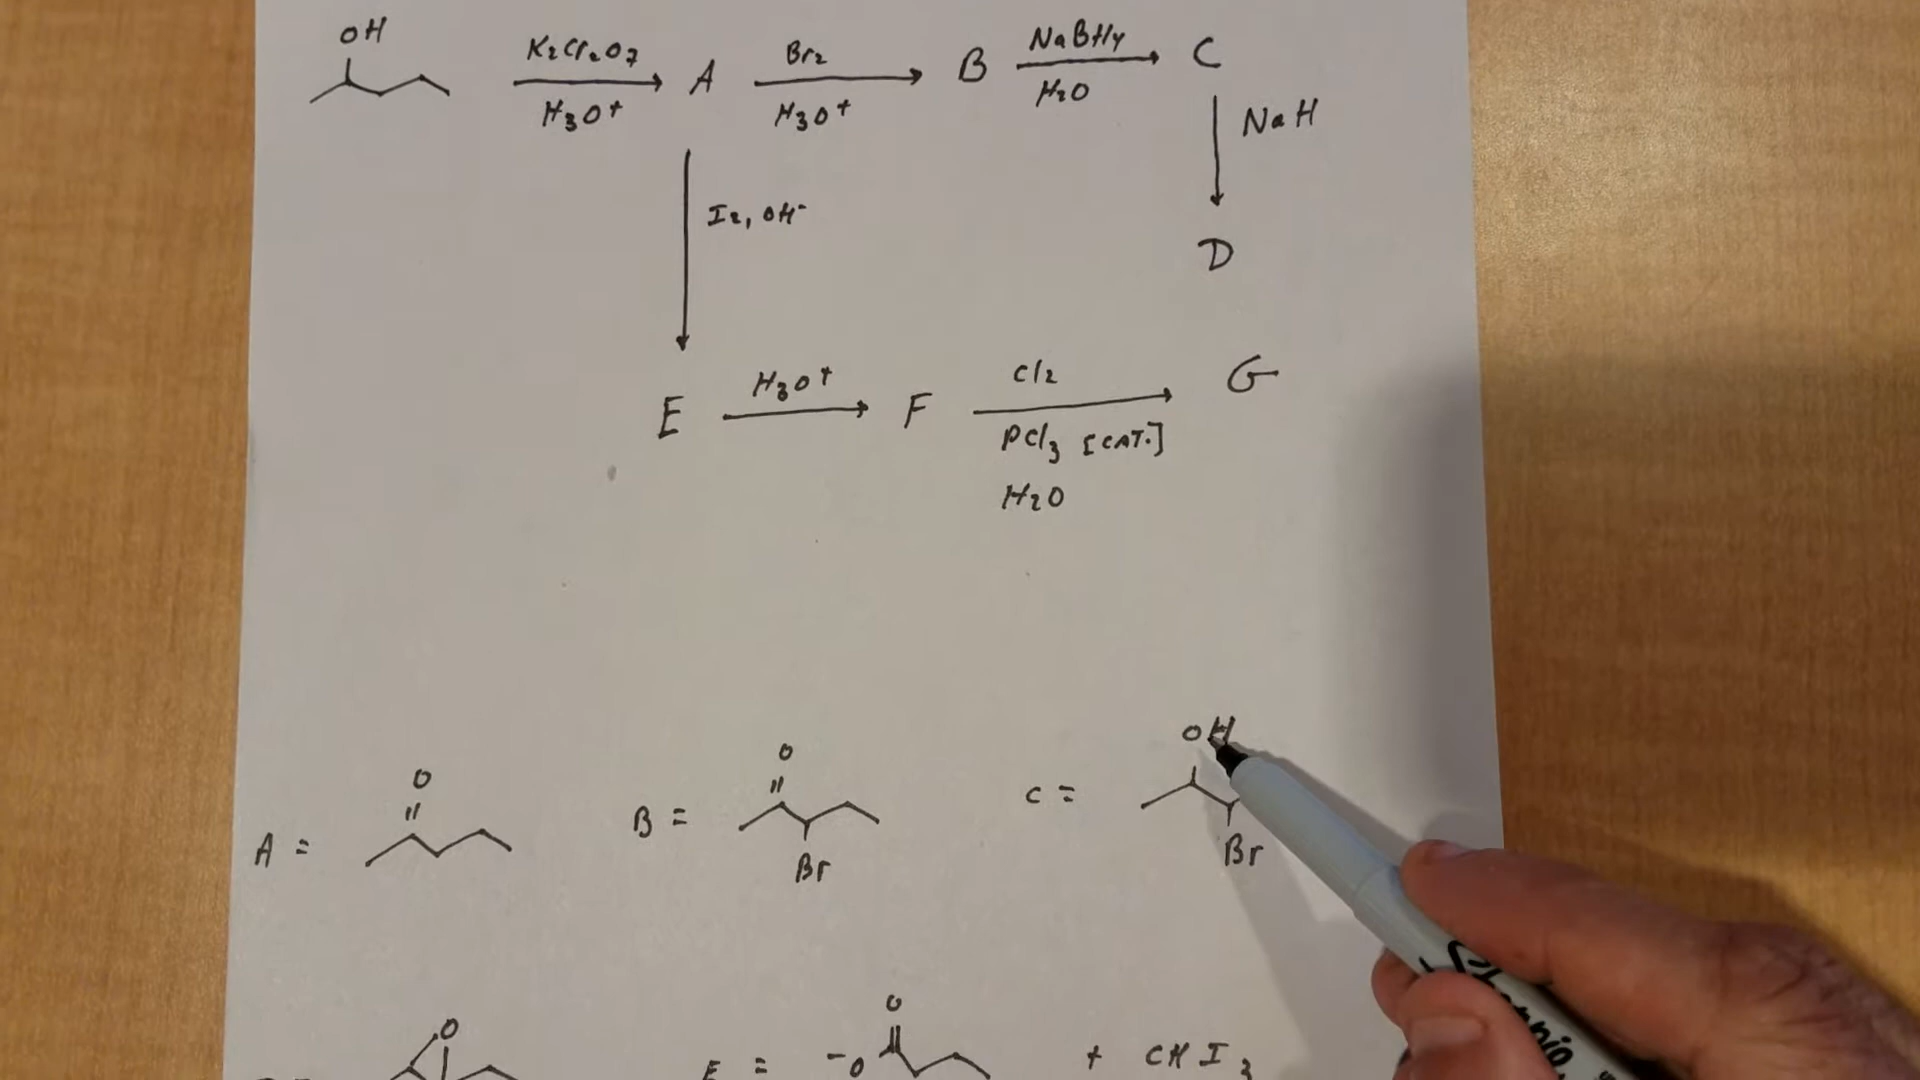 OH
K2Cr2O7
H3O+
A
Br2
H3O+
B
NaBH4
H2O
C
NaH
I2, OH-
D
E
H3O+
F
Cl2
PCl3 [CAT.]
H2O
G
A =
O
B =
O
Br
C =
OH
Br
O
E =
O
-O
+ CHI3
Sharpie